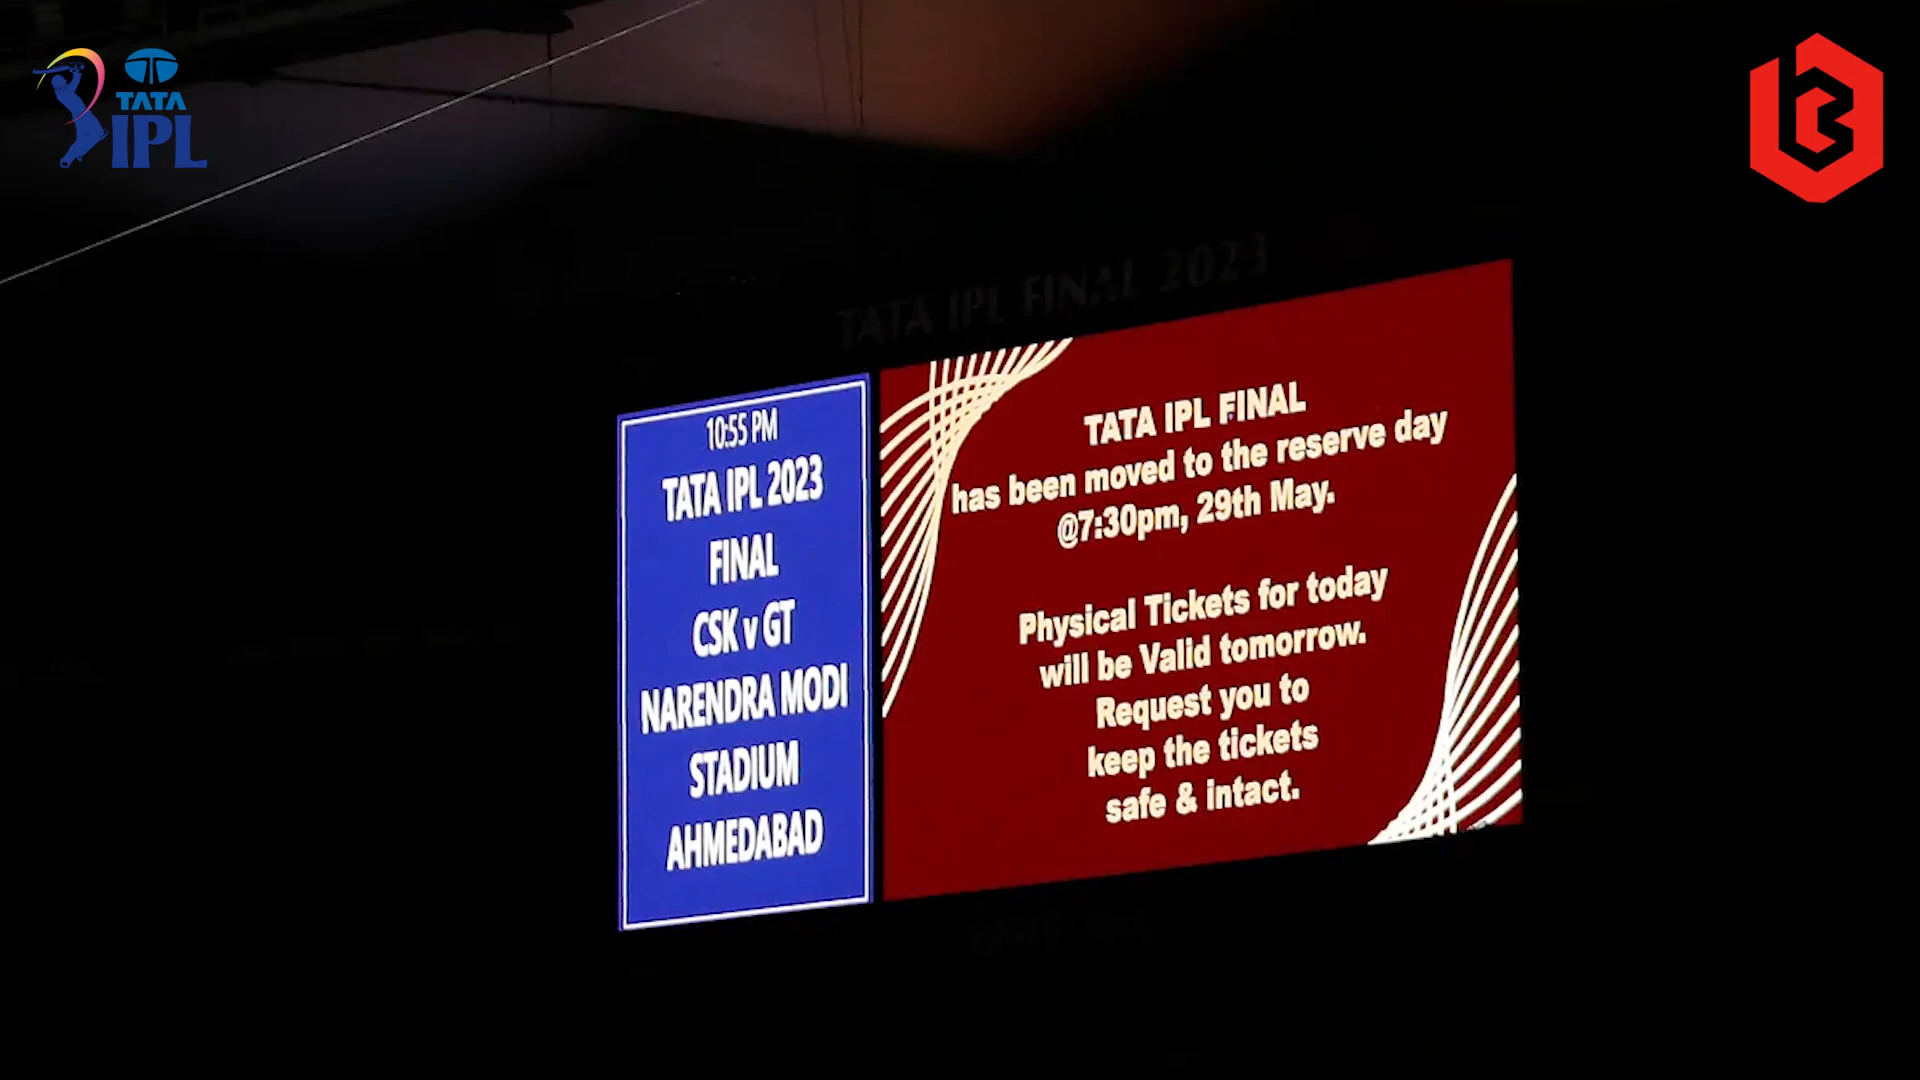 TATA
IPL
TATA IPL FINAL 2023
10:55 PM
TATA IPL 2023
FINAL
CSK v GT
NARENDRA MODI
STADIUM
AHMEDABAD
TATA IPL FINAL
has been moved to the reserve day
@7:30pm, 29th May.
Physical Tickets for today
will be Valid tomorrow.
Request you to
keep the tickets
safe & intact.